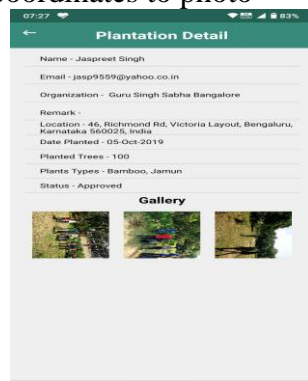 oordinates to photo
07:27 83%
Plantation Detail
Name - Jaspreet Singh
Email - jasp9559@yahoo.co.in
Organization - Guru Singh Sabha Bangalore
Remark -
Location - 46, Richmond Rd, Victoria Layout, Bengaluru,
Karnataka 560025, India
Date Planted - 05-Oct-2019
Planted Trees - 100
Plants Types - Bamboo, Jamun
Status - Approved
Gallery